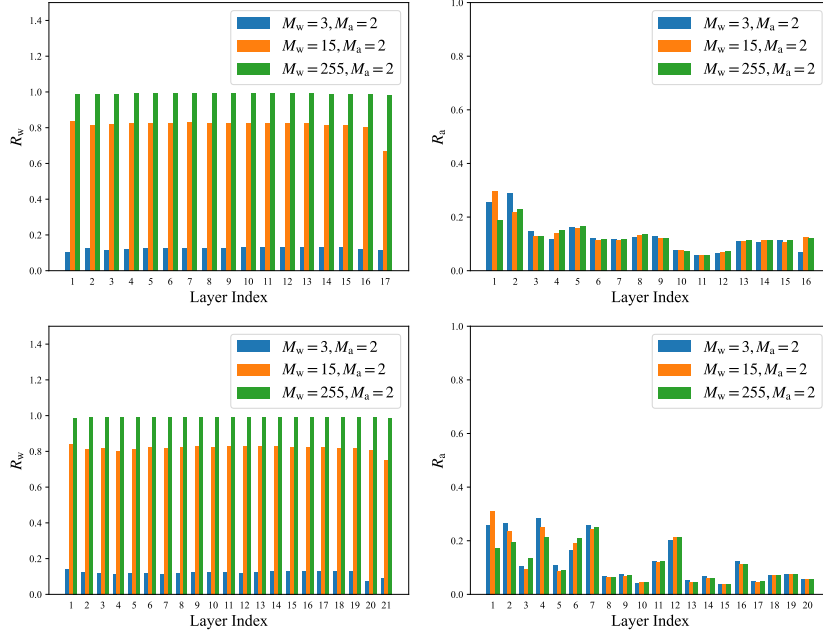 1.4
1.2
1.0
0.8
0.6
0.4
0.2
0.0
R_w
M_w = 3, M_a = 2
M_w = 15, M_a = 2
M_w = 255, M_a = 2
1 2 3 4 5 6 7 8 9 10 11 12 13 14 15 16 17
Layer Index
1.0
0.8
0.6
0.4
0.2
0.0
R_a
M_w = 3, M_a = 2
M_w = 15, M_a = 2
M_w = 255, M_a = 2
1 2 3 4 5 6 7 8 9 10 11 12 13 14 15 16
Layer Index
1.4
1.2
1.0
0.8
0.6
0.4
0.2
0.0
R_w
M_w = 3, M_a = 2
M_w = 15, M_a = 2
M_w = 255, M_a = 2
1 2 3 4 5 6 7 8 9 10 11 12 13 14 15 16 17 18 19 20 21
Layer Index
1.0
0.8
0.6
0.4
0.2
0.0
R_a
M_w = 3, M_a = 2
M_w = 15, M_a = 2
M_w = 255, M_a = 2
1 2 3 4 5 6 7 8 9 10 11 12 13 14 15 16 17 18 19 20
Layer Index